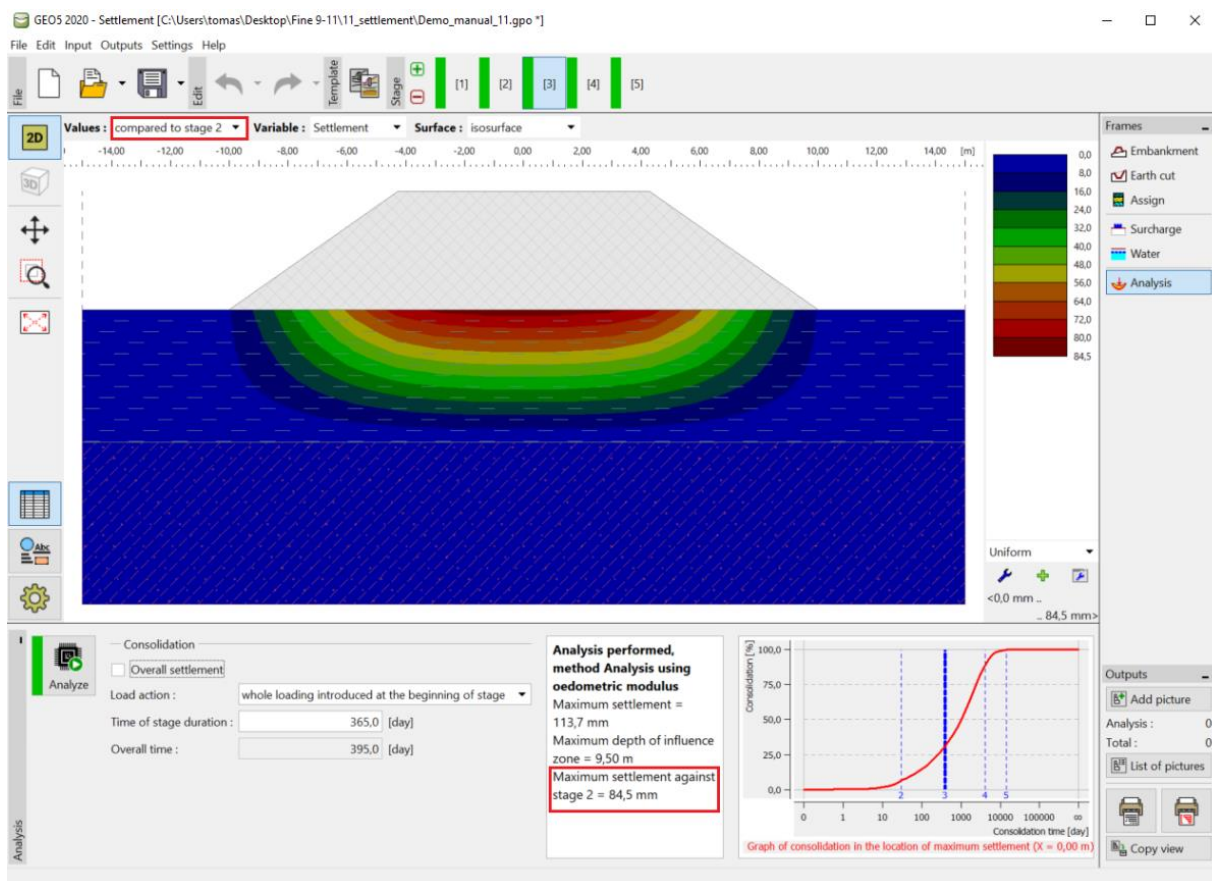 GEO5 2020 - Settlement [C:\Users\tomas\Desktop\Fine 9-11\11_settlement\Demo_manual_11.gpo *]
File Edit Input Outputs Settings Help
File
Edit
Template
Stage
[1] [2] [3] [4] [5]
2D
3D
Values : compared to stage 2 Variable : Settlement Surface : isosurface
-14,00 -12,00 -10,00 -8,00 -6,00 -4,00 -2,00 0,00 2,00 4,00 6,00 8,00 10,00 12,00 14,00 [m]
0,0
8,0
16,0
24,0
32,0
40,0
48,0
56,0
64,0
72,0
80,0
84,5
Uniform
<0,0 mm ..
.. 84,5 mm>
Frames
Embankment
Earth cut
Assign
Surcharge
Water
Analysis
Abc
Analysis
Analyze
Consolidation
Overall settlement
Load action : whole loading introduced at the beginning of stage
Time of stage duration : 365,0 [day]
Overall time : 395,0 [day]
Analysis performed,
method Analysis using
oedometric modulus
Maximum settlement =
113,7 mm
Maximum depth of influence
zone = 9,50 m
Maximum settlement against
stage 2 = 84,5 mm
Consolidation [%]
100,0
75,0
50,0
25,0
0,0
2 3 4 5
0 1 10 100 1000 10000 100000 ∞
Consolidation time [day]
Graph of consolidation in the location of maximum settlement (X = 0,00 m)
Outputs
Add picture
Analysis : 0
Total : 0
List of pictures
Copy view